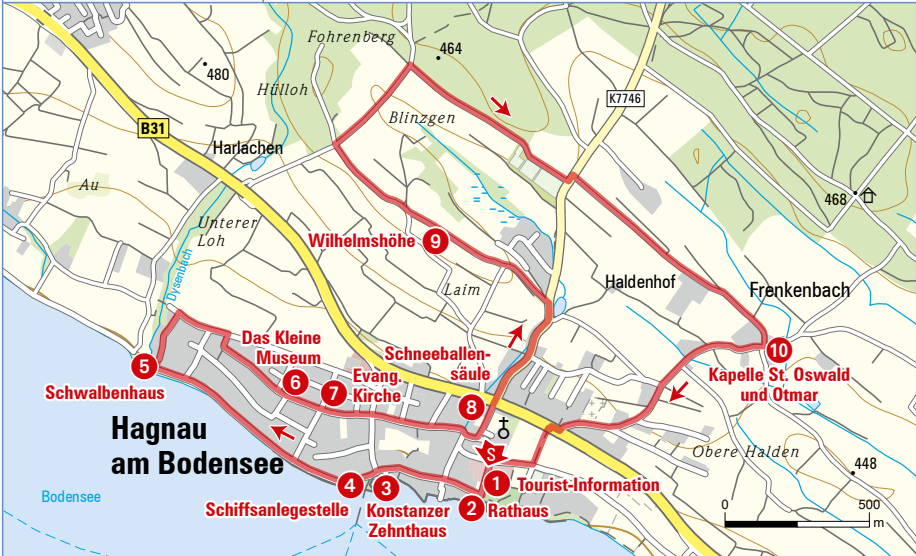 Fohrenberg
464
480
Hülloh
K7746
Blinzgen
B31
Harlachen
Au
468
Unterer
Loh
Wilhelmshöhe 9
Dysenbach
Laim
Haldenhof
Frenkenbach
Das Kleine
Museum
6
7
Evang.
Kirche
Schneeballen-
säule
8
10
Kapelle St. Oswald
und Otmar
5
Schwalbenhaus
Hagnau
am Bodensee
S
Obere Halden
448
1 Tourist-Information
4
3
Schiffsanlegestelle
Konstanzer
Zehnthaus
2 Rathaus
Bodensee
0 500
m